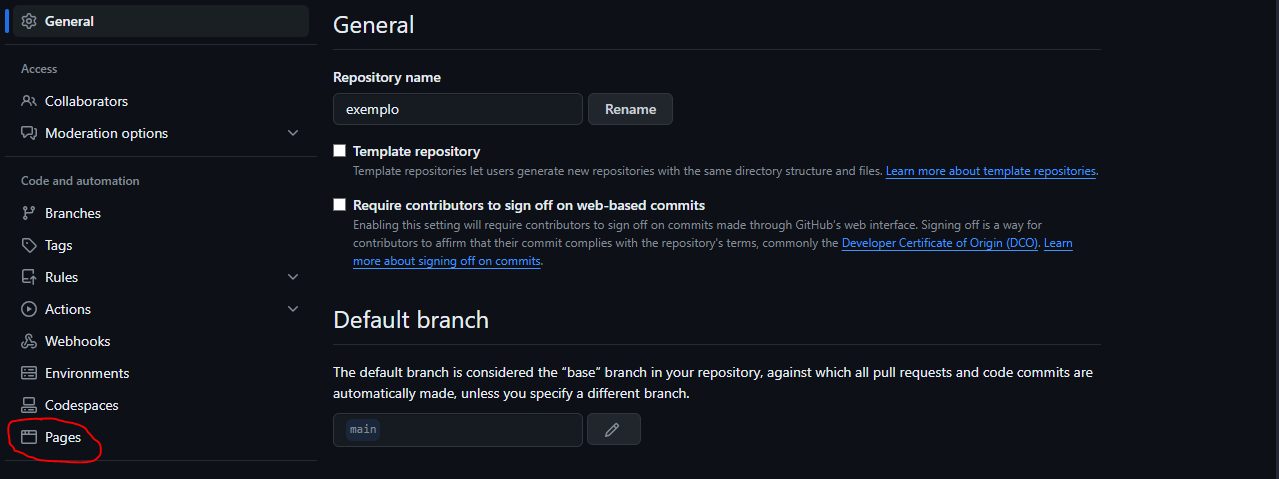 General
Access
Collaborators
Moderation options
Code and automation
Branches
Tags
Rules
Actions
Webhooks
Environments
Codespaces
Pages
General
Repository name
exemplo
Rename
Template repository
Template repositories let users generate new repositories with the same directory structure and files. Learn more about template repositories.
Require contributors to sign off on web-based commits
Enabling this setting will require contributors to sign off on commits made through GitHub's web interface. Signing off is a way for
contributors to affirm that their commit complies with the repository's terms, commonly the Developer Certificate of Origin (DCO). Learn
more about signing off on commits.
Default branch
The default branch is considered the “base” branch in your repository, against which all pull requests and code commits are
automatically made, unless you specify a different branch.
main